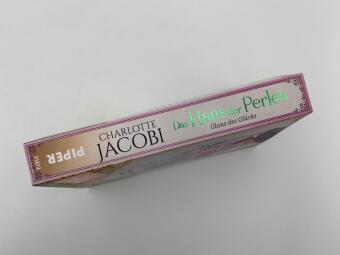 CHARLOTTE
JACOBI
Das Haus der Perlen
Glanz des Glücks
PIPER